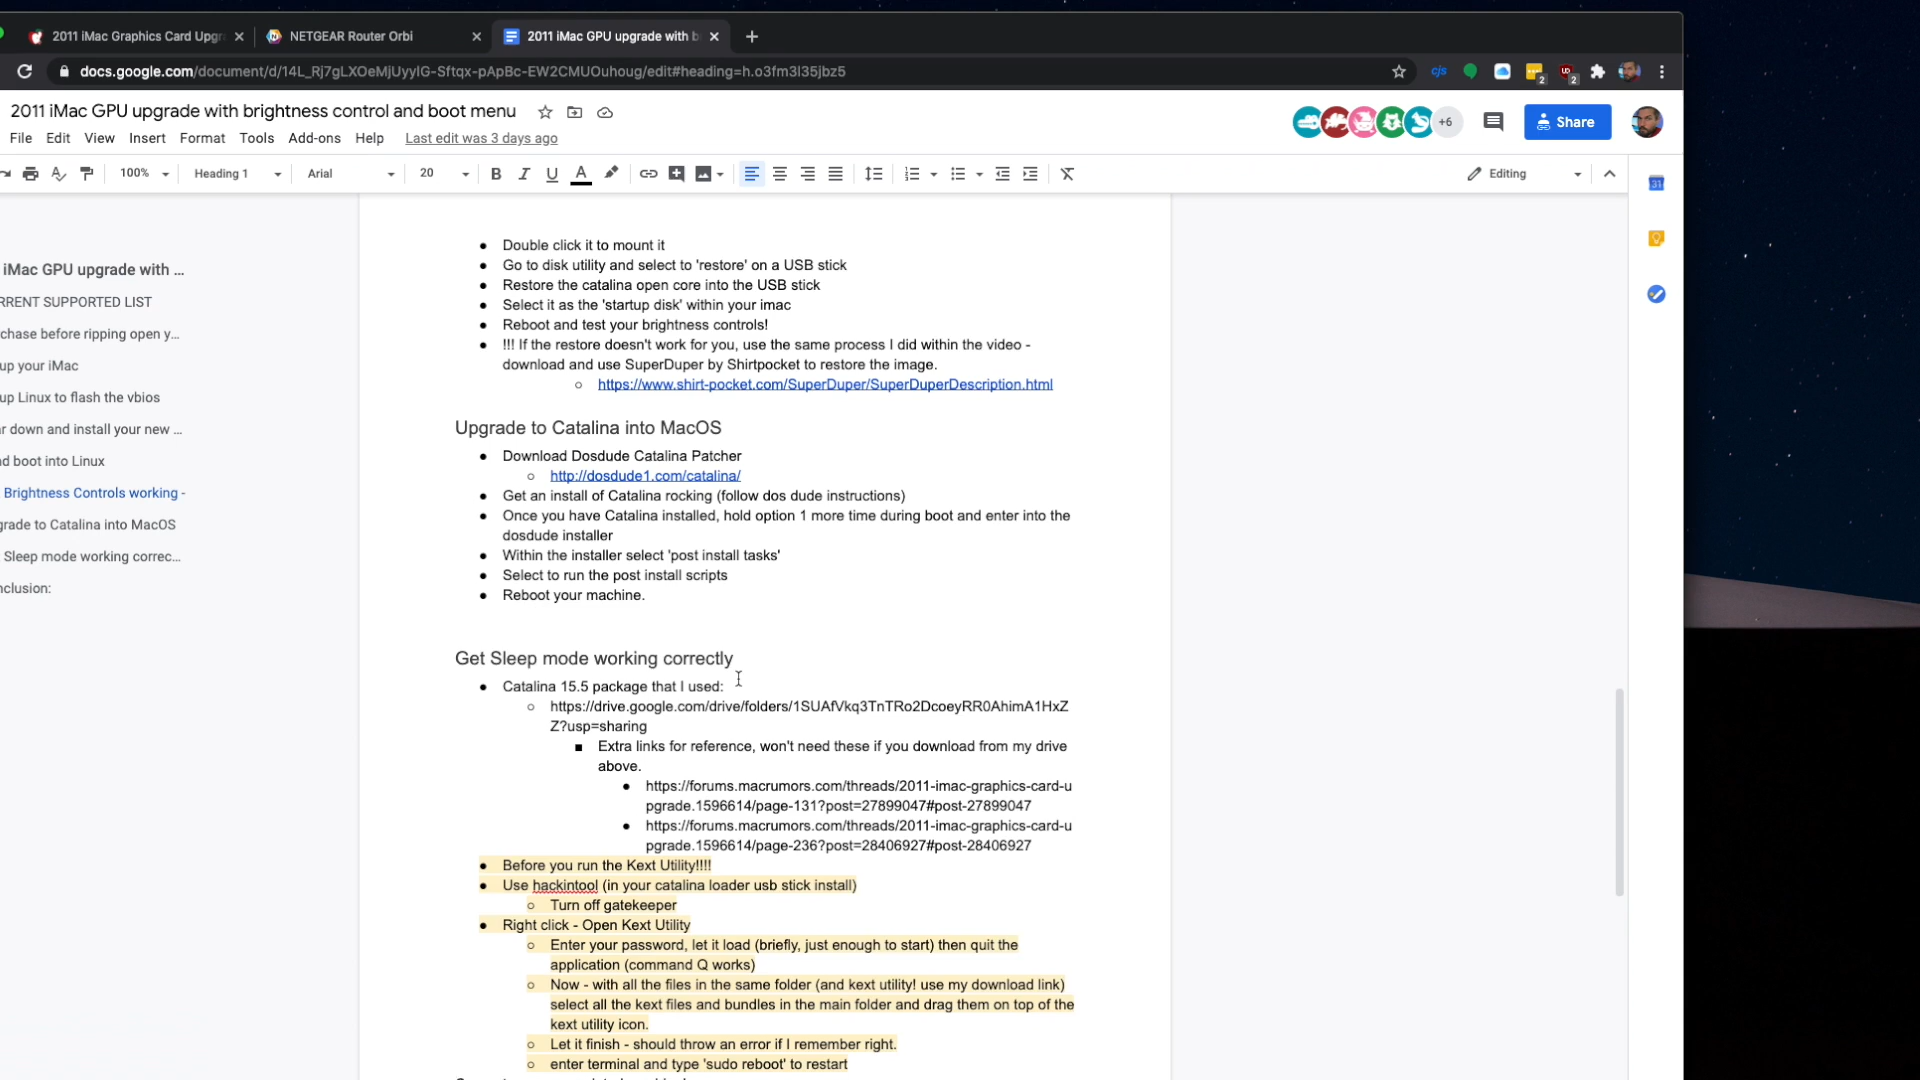 2011 iMac Graphics Card Upgr
NETGEAR Router Orbi
2011 iMac GPU upgrade with b
docs.google.com/document/d/14L_Rj7gLXOeMjUyyIG-Sftqx-pApBc-EW2CMUOuhoug/edit#heading=h.o3fm3l35jbz5
cjs
2
2
2011 iMac GPU upgrade with brightness control and boot menu
+6
Share
File Edit View Insert Format Tools Add-ons Help Last edit was 3 days ago
100% Heading 1 Arial 20 B I U A Editing
31
Double click it to mount it
Go to disk utility and select to 'restore' on a USB stick
Restore the catalina open core into the USB stick
Select it as the 'startup disk' within your imac
Reboot and test your brightness controls!
!!! If the restore doesn't work for you, use the same process I did within the video -
download and use SuperDuper by Shirtpocket to restore the image.
https://www.shirt-pocket.com/SuperDuper/SuperDuperDescription.html
Upgrade to Catalina into MacOS
Download Dosdude Catalina Patcher
http://dosdude1.com/catalina/
Get an install of Catalina rocking (follow dos dude instructions)
Once you have Catalina installed, hold option 1 more time during boot and enter into the
dosdude installer
Within the installer select 'post install tasks'
Select to run the post install scripts
Reboot your machine.
Get Sleep mode working correctly
Catalina 15.5 package that I used:
https://drive.google.com/drive/folders/1SUAfVkq3TnTRo2DcoeyRR0AhimA1HxZ
Z?usp=sharing
Extra links for reference, won't need these if you download from my drive
above.
https://forums.macrumors.com/threads/2011-imac-graphics-card-u
pgrade.1596614/page-131?post=27899047#post-27899047
https://forums.macrumors.com/threads/2011-imac-graphics-card-u
pgrade.1596614/page-236?post=28406927#post-28406927
Before you run the Kext Utility!!!!
Use hackintool (in your catalina loader usb stick install)
Turn off gatekeeper
Right click - Open Kext Utility
Enter your password, let it load (briefly, just enough to start) then quit the
application (command Q works)
Now - with all the files in the same folder (and kext utility! use my download link)
select all the kext files and bundles in the main folder and drag them on top of the
kext utility icon.
Let it finish - should throw an error if I remember right.
enter terminal and type 'sudo reboot' to restart
iMac GPU upgrade with ...
RRENT SUPPORTED LIST
chase before ripping open y...
up your iMac
up Linux to flash the vbios
r down and install your new ...
d boot into Linux
Brightness Controls working -
grade to Catalina into MacOS
Sleep mode working correc...
nclusion: